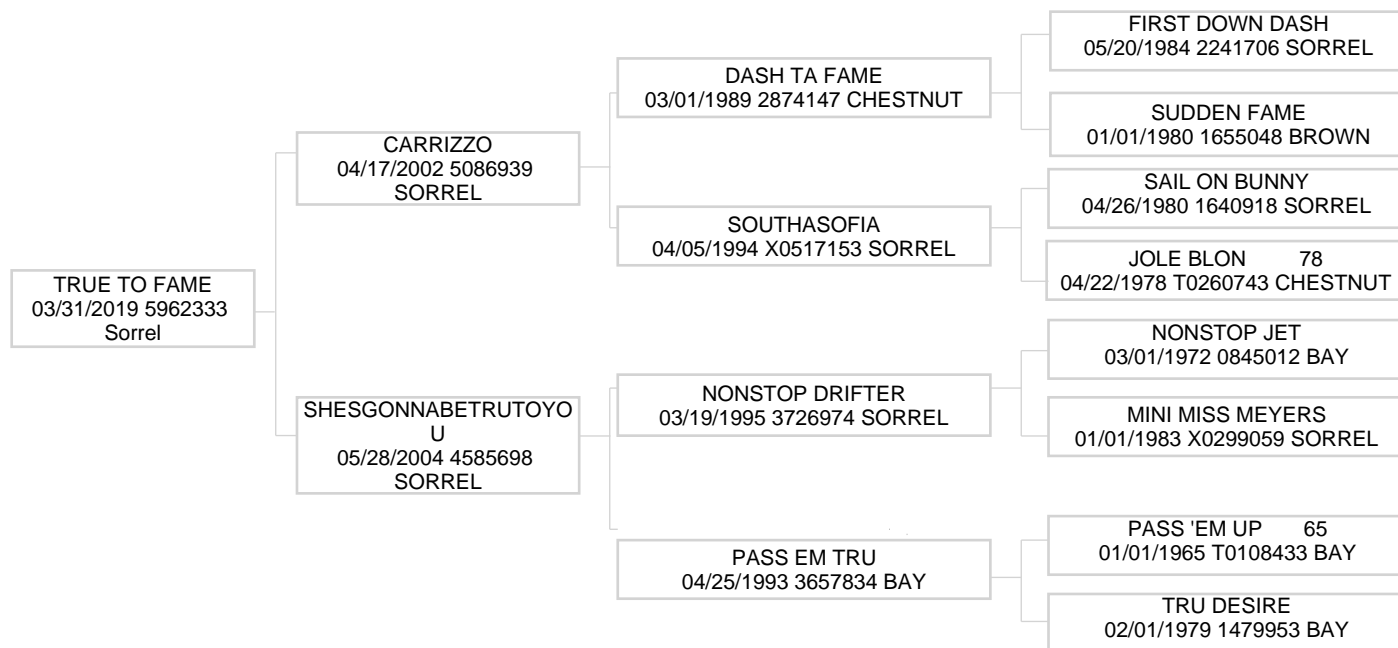 TRUE TO FAME
03/31/2019 5962333
Sorrel
CARRIZZO
04/17/2002 5086939
SORREL
SHESGONNABETRUTOYO
U
05/28/2004 4585698
SORREL
DASH TA FAME
03/01/1989 2874147 CHESTNUT
SOUTHASOFIA
04/05/1994 X0517153 SORREL
NONSTOP DRIFTER
03/19/1995 3726974 SORREL
PASS EM TRU
04/25/1993 3657834 BAY
FIRST DOWN DASH
05/20/1984 2241706 SORREL
SUDDEN FAME
01/01/1980 1655048 BROWN
SAIL ON BUNNY
04/26/1980 1640918 SORREL
JOLE BLON 78
04/22/1978 T0260743 CHESTNUT
NONSTOP JET
03/01/1972 0845012 BAY
MINI MISS MEYERS
01/01/1983 X0299059 SORREL
PASS 'EM UP 65
01/01/1965 T0108433 BAY
TRU DESIRE
02/01/1979 1479953 BAY